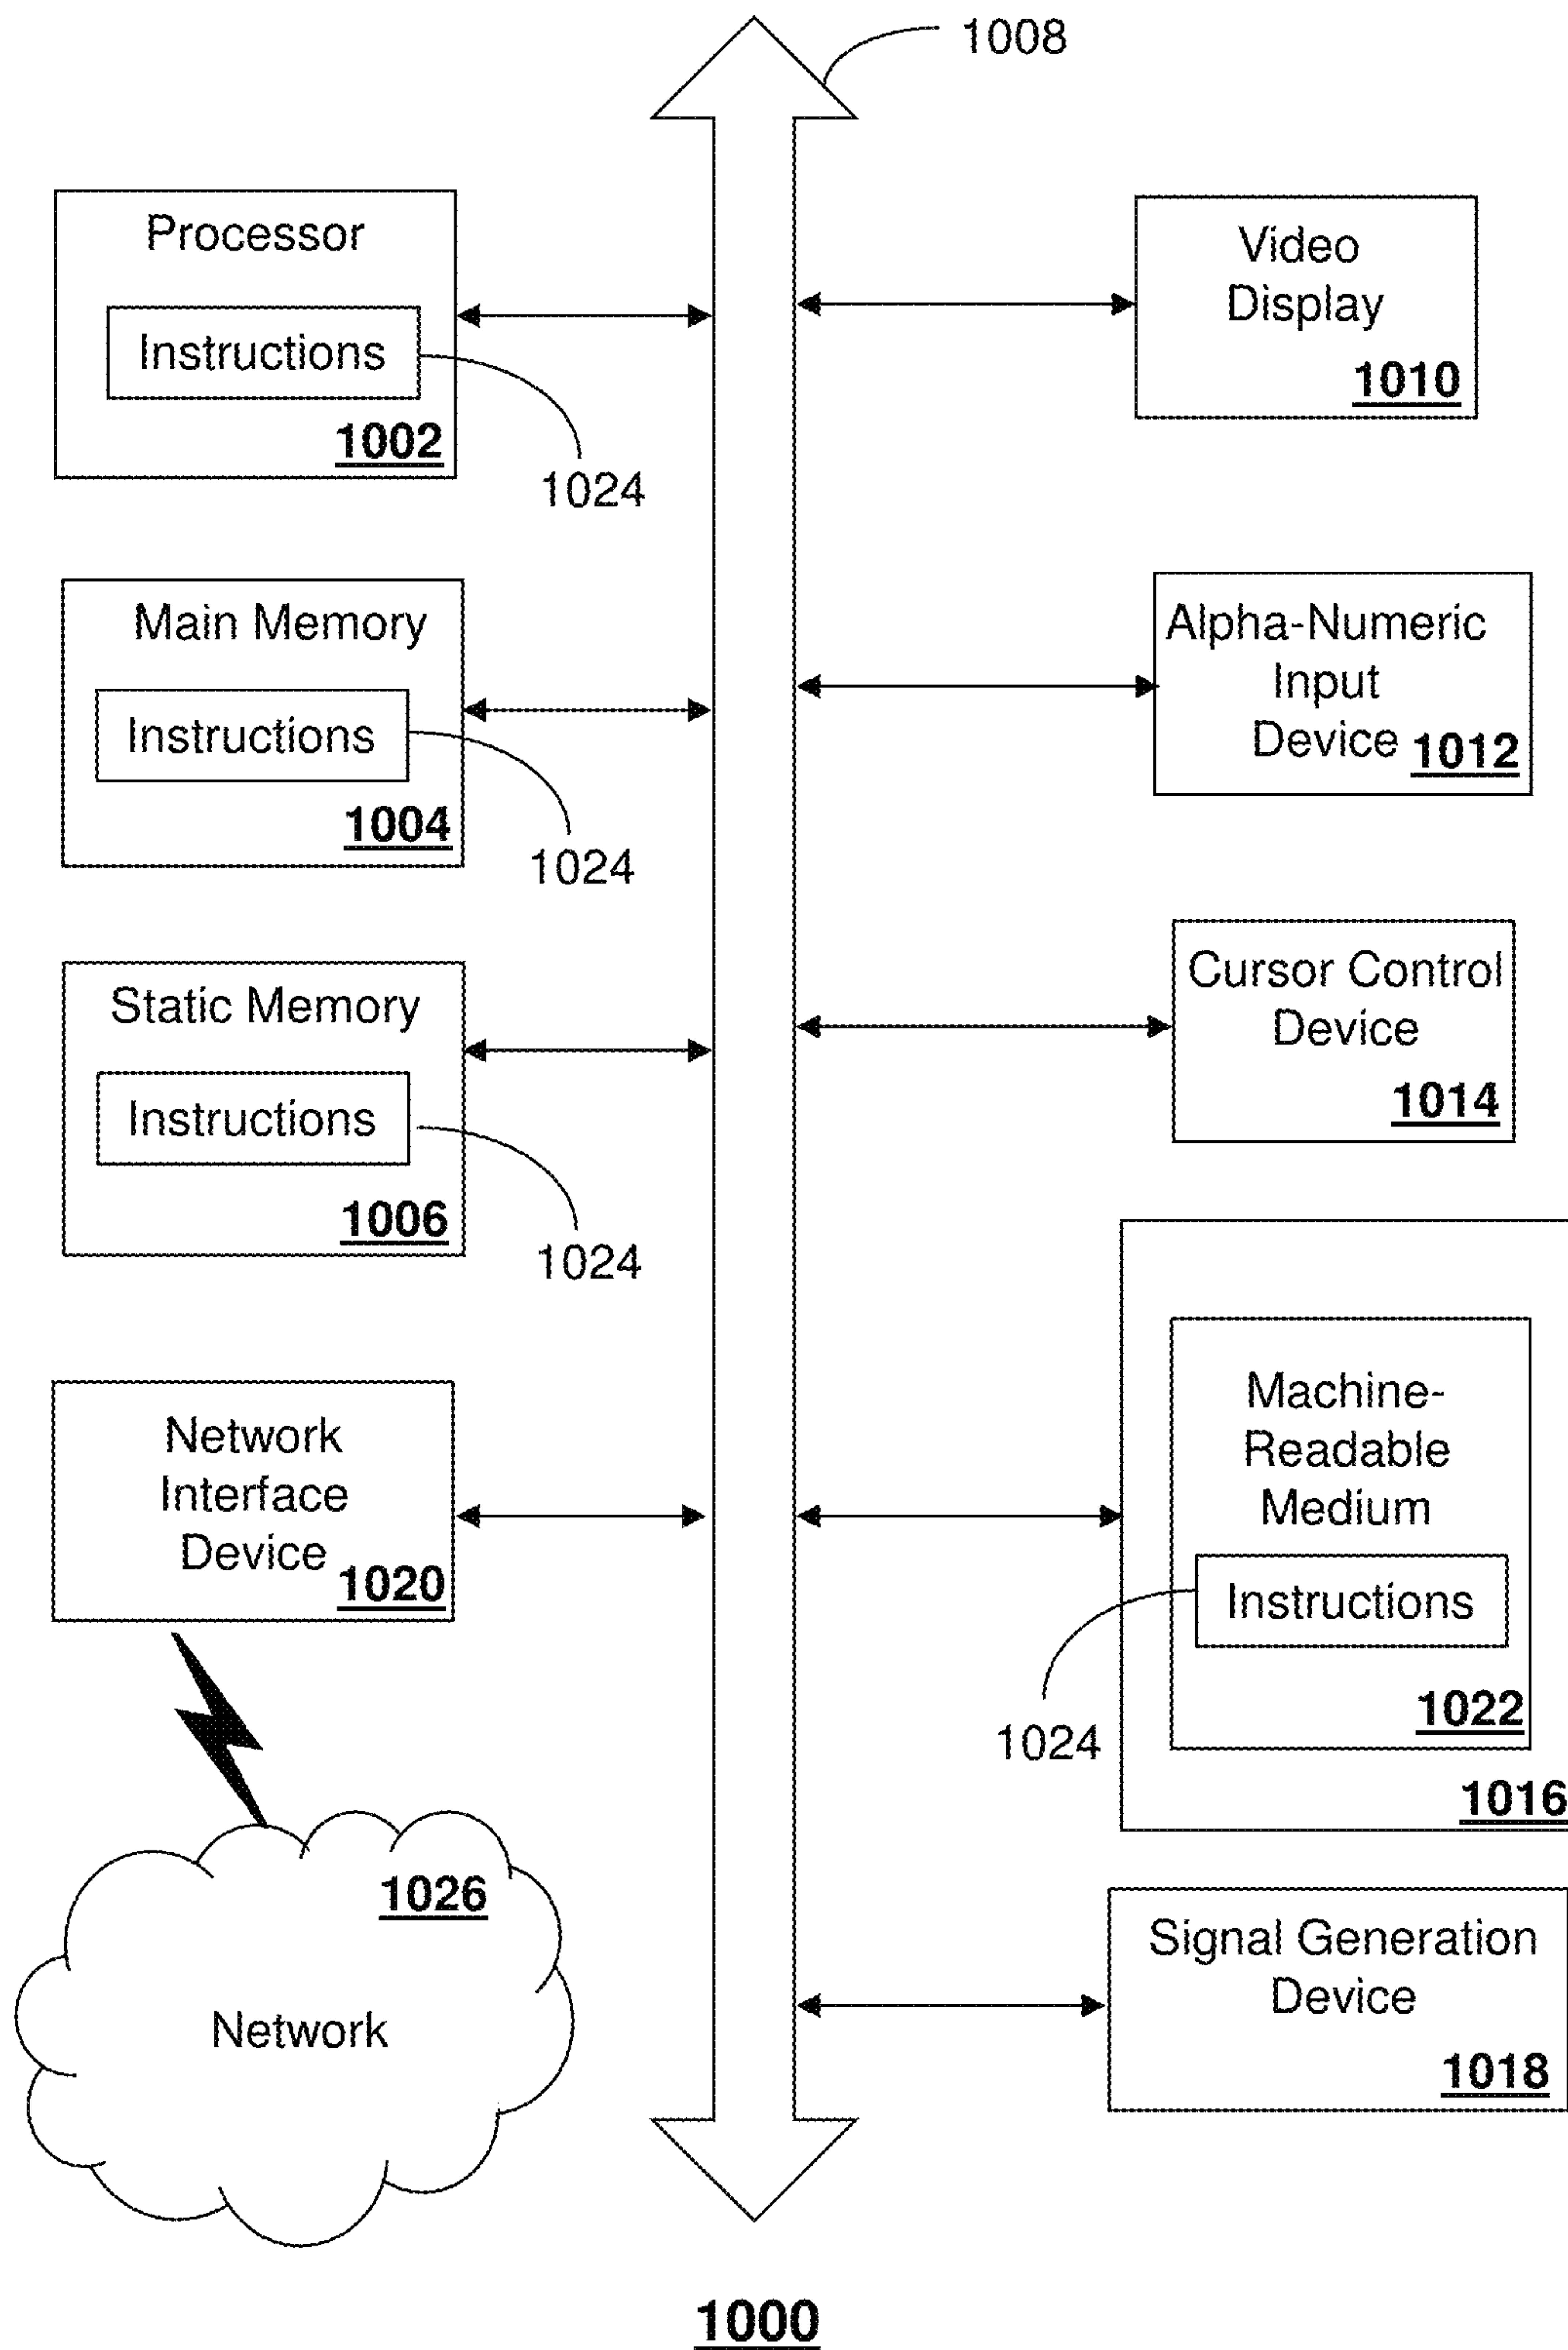 1008
Processor
Instructions
1002
1024
Main Memory
Instructions
1004
1024
Static Memory
Instructions
1006
1024
Network
Interface
Device
1020
1026
Network
Video
Display
1010
Alpha-Numeric
Input
Device 1012
Cursor Control
Device
1014
Machine-
Readable
Medium
Instructions
1022
1024
1016
Signal Generation
Device
1018
1000